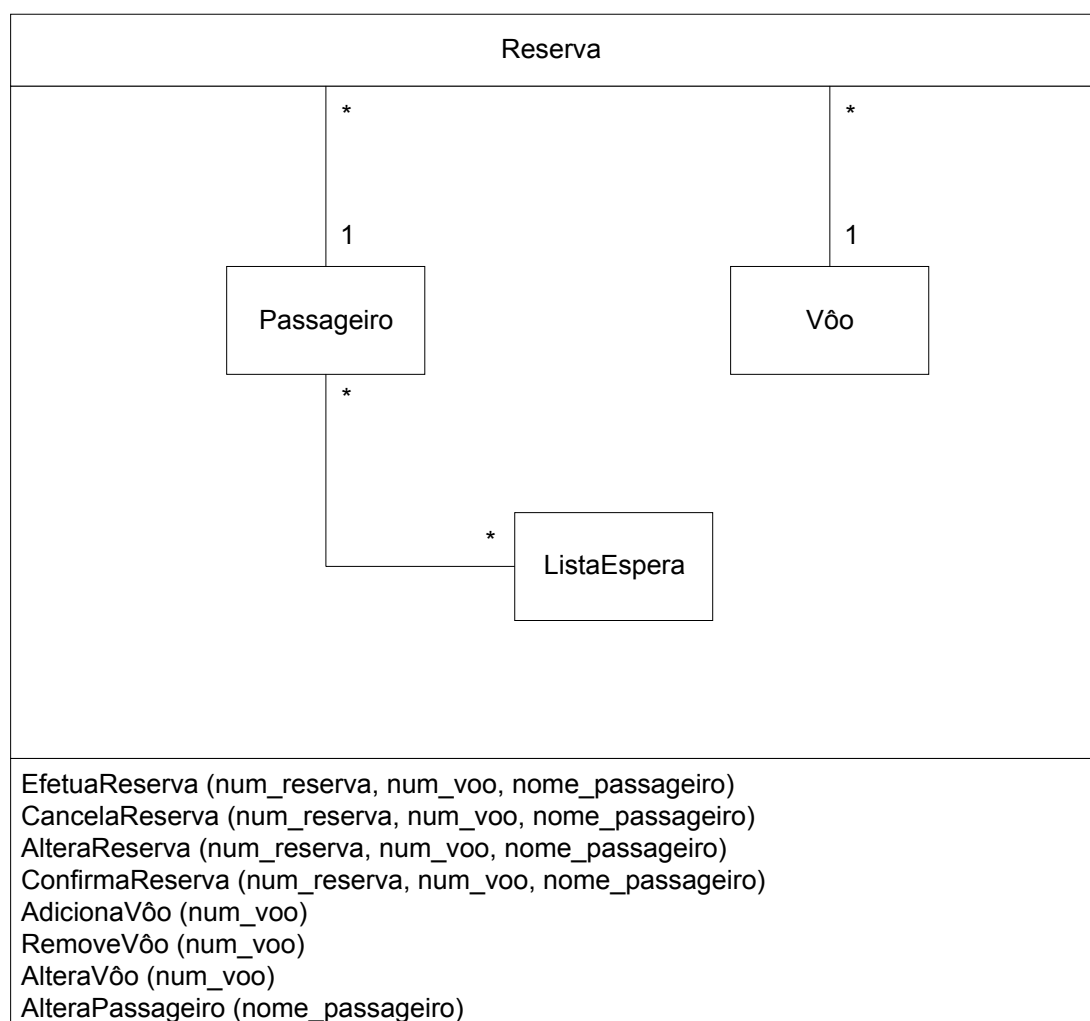 Reserva
*
*
1
1
Passageiro
Vôo
*
*
ListaEspera
EfetuaReserva (num_reserva, num_voo, nome_passageiro)
CancelaReserva (num_reserva, num_voo, nome_passageiro)
AlteraReserva (num_reserva, num_voo, nome_passageiro)
ConfirmaReserva (num_reserva, num_voo, nome_passageiro)
AdicionaVôo (num_voo)
RemoveVôo (num_voo)
AlteraVôo (num_voo)
AlteraPassageiro (nome_passageiro)